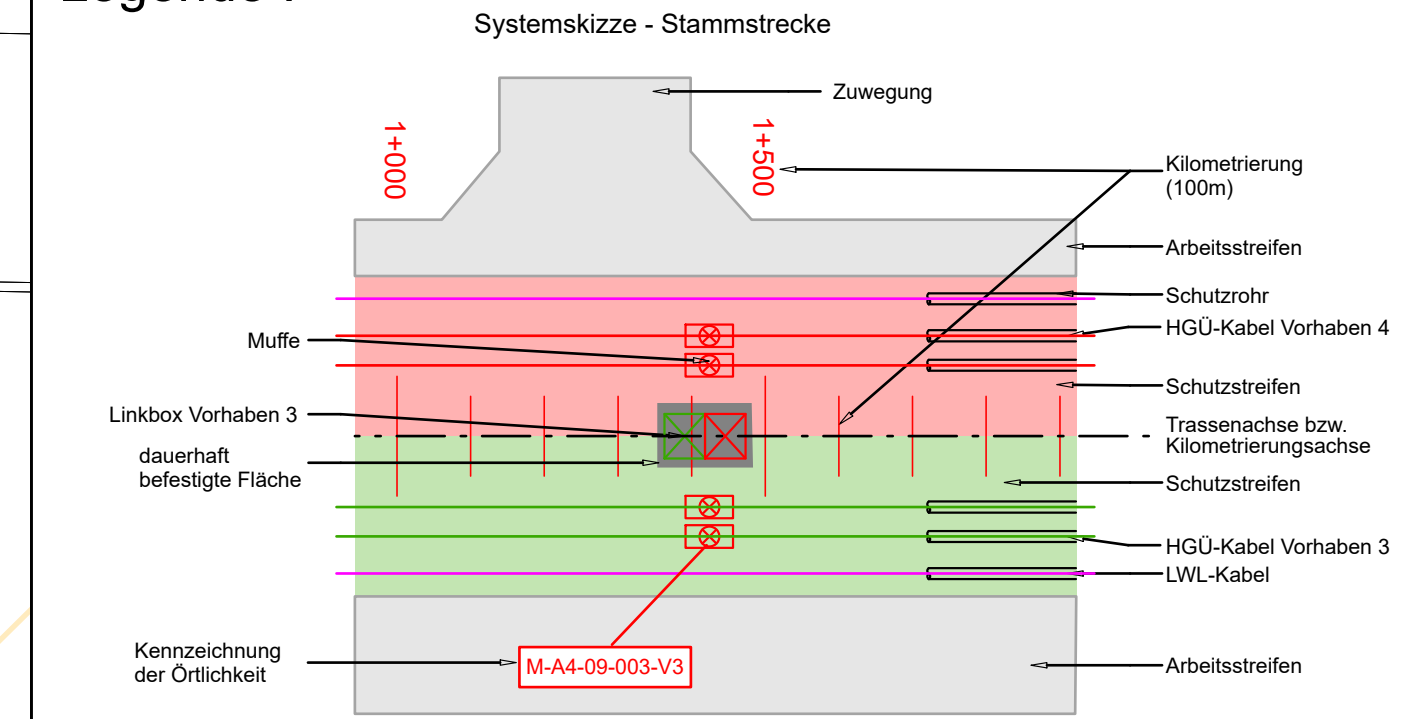 Systemskizze - Stammstrecke
Zuwegung
1+000
1+500
Kilometrierung
(100m)
Arbeitsstreifen
Schutzrohr
HGÜ-Kabel Vorhaben 4
Muffe
Schutzstreifen
Linkbox Vorhaben 3
Trassenachse bzw.
Kilometrierungsachse
dauerhaft
befestigte Fläche
Schutzstreifen
HGÜ-Kabel Vorhaben 3
LWL-Kabel
Kennzeichnung
der Örtlichkeit
M-A4-09-003-V3
Arbeitsstreifen